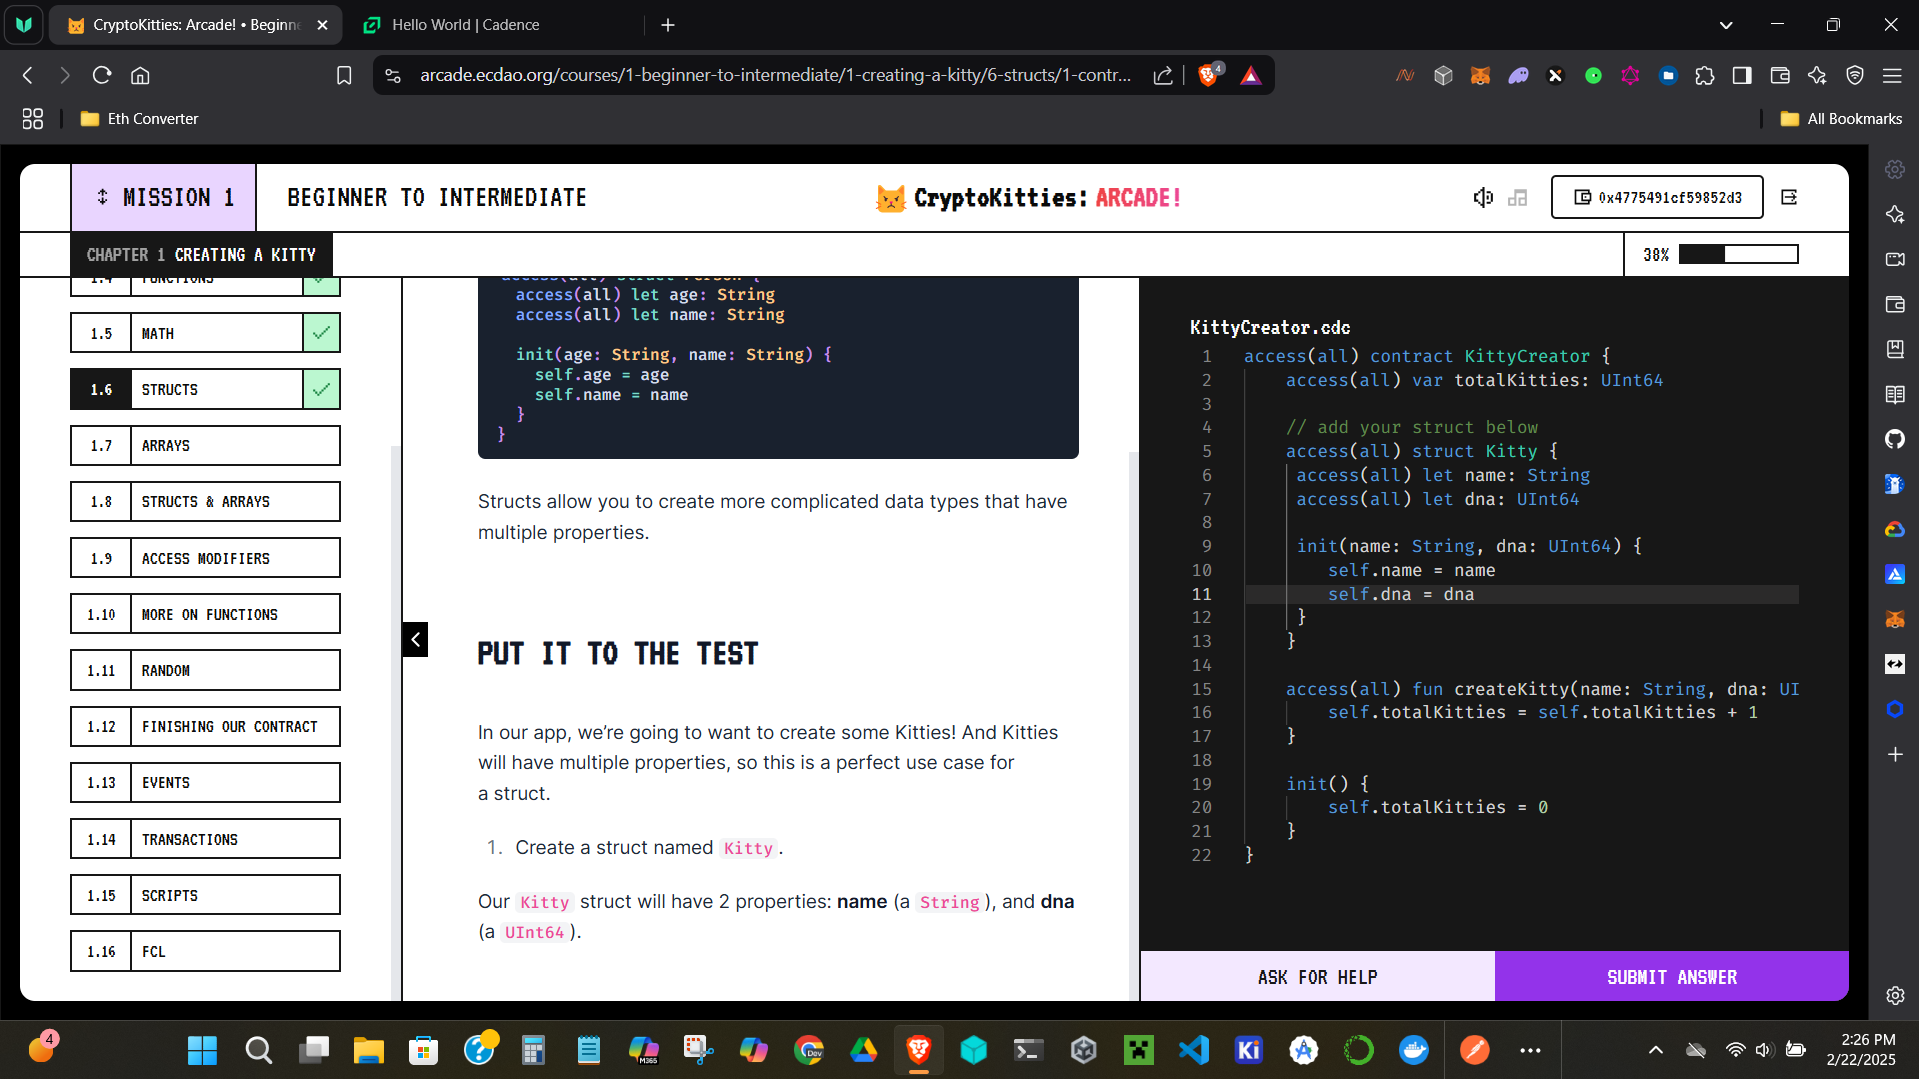 CryptoKitties: Arcade! • Beginne
Hello World | Cadence
arcade.ecdao.org/courses/1-beginner-to-intermediate/1-creating-a-kitty/6-structs/1-contr...
4
Eth Converter
All Bookmarks
MISSION 1
BEGINNER TO INTERMEDIATE
CryptoKitties: ARCADE!
0x4775491cf59852d3
CHAPTER 1 CREATING A KITTY
38%
1.4 FUNCTIONS
1.5 MATH
1.6 STRUCTS
1.7 ARRAYS
1.8 STRUCTS & ARRAYS
1.9 ACCESS MODIFIERS
1.10 MORE ON FUNCTIONS
1.11 RANDOM
1.12 FINISHING OUR CONTRACT
1.13 EVENTS
1.14 TRANSACTIONS
1.15 SCRIPTS
1.16 FCL
access(all) struct Person {
access(all) let age: String
access(all) let name: String
init(age: String, name: String) {
self.age = age
self.name = name
}
}
Structs allow you to create more complicated data types that have
multiple properties.
PUT IT TO THE TEST
In our app, we're going to want to create some Kitties! And Kitties
will have multiple properties, so this is a perfect use case for
a struct.
1. Create a struct named Kitty.
Our Kitty struct will have 2 properties: name (a String), and dna
(a UInt64).
KittyCreator.cdc
1 access(all) contract KittyCreator {
2 access(all) var totalKitties: UInt64
3
4 // add your struct below
5 access(all) struct Kitty {
6 access(all) let name: String
7 access(all) let dna: UInt64
8
9 init(name: String, dna: UInt64) {
10 self.name = name
11 self.dna = dna
12 }
13 }
14
15 access(all) fun createKitty(name: String, dna: UI
16 self.totalKitties = self.totalKitties + 1
17 }
18
19 init() {
20 self.totalKitties = 0
21 }
22 }
ASK FOR HELP
SUBMIT ANSWER
4
M365
Dev
Ki
2:26 PM
2/22/2025